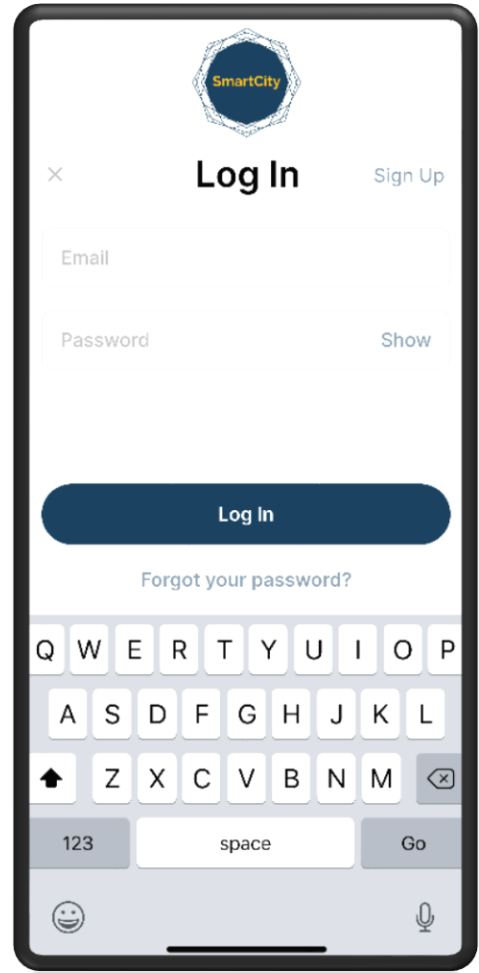 SmartCity
× Log In Sign Up
Email
Password Show
Log In
Forgot your password?
Q W E R T Y U I O P
A S D F G H J K L
Z X C V B N M
123 space Go